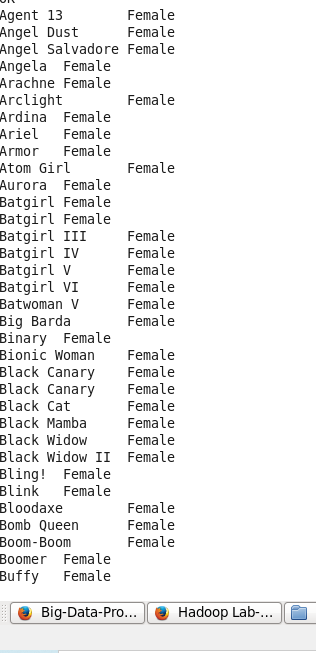 OK
Agent 13 Female
Angel Dust Female
Angel Salvadore Female
Angela Female
Arachne Female
Arclight Female
Ardina Female
Ariel Female
Armor Female
Atom Girl Female
Aurora Female
Batgirl Female
Batgirl Female
Batgirl III Female
Batgirl IV Female
Batgirl V Female
Batgirl VI Female
Batwoman V Female
Big Barda Female
Binary Female
Bionic Woman Female
Black Canary Female
Black Canary Female
Black Cat Female
Black Mamba Female
Black Widow Female
Black Widow II Female
Bling! Female
Blink Female
Bloodaxe Female
Bomb Queen Female
Boom-Boom Female
Boomer Female
Buffy Female
Big-Data-Pro... Hadoop Lab-...